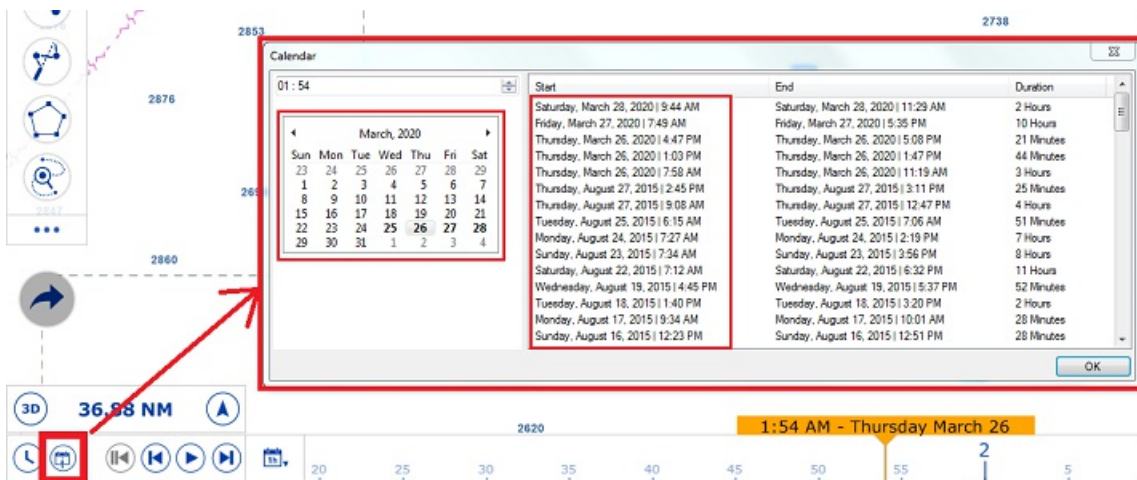 2738
2853
Calendar
01 : 54
Start End Duration
2876
Saturday, March 28, 2020 | 9:44 AM Saturday, March 28, 2020 | 11:29 AM 2 Hours
Friday, March 27, 2020 | 7:49 AM Friday, March 27, 2020 | 5:35 PM 10 Hours
Thursday, March 26, 2020 | 4:47 PM Thursday, March 26, 2020 | 5:08 PM 21 Minutes
Thursday, March 26, 2020 | 1:03 PM Thursday, March 26, 2020 | 1:47 PM 44 Minutes
Thursday, March 26, 2020 | 7:58 AM Thursday, March 26, 2020 | 11:19 AM 3 Hours
Thursday, August 27, 2015 | 2:45 PM Thursday, August 27, 2015 | 3:11 PM 25 Minutes
Thursday, August 27, 2015 | 9:08 AM Thursday, August 27, 2015 | 12:47 PM 4 Hours
Tuesday, August 25, 2015 | 6:15 AM Tuesday, August 25, 2015 | 7:06 AM 51 Minutes
Monday, August 24, 2015 | 7:27 AM Monday, August 24, 2015 | 2:19 PM 7 Hours
Sunday, August 23, 2015 | 7:34 AM Sunday, August 23, 2015 | 3:56 PM 8 Hours
Saturday, August 22, 2015 | 7:12 AM Saturday, August 22, 2015 | 6:32 PM 11 Hours
Wednesday, August 19, 2015 | 4:45 PM Wednesday, August 19, 2015 | 5:37 PM 52 Minutes
Tuesday, August 18, 2015 | 1:40 PM Tuesday, August 18, 2015 | 3:20 PM 2 Hours
Monday, August 17, 2015 | 9:34 AM Monday, August 17, 2015 | 10:01 AM 28 Minutes
Sunday, August 16, 2015 | 12:23 PM Sunday, August 16, 2015 | 12:51 PM 28 Minutes
March, 2020
Sun Mon Tue Wed Thu Fri Sat
23 24 25 26 27 28 29
1 2 3 4 5 6 7
8 9 10 11 12 13 14
15 16 17 18 19 20 21
22 23 24 25 26 27 28
29 30 31 1 2 3 4
2847
2860
OK
3D 36,88 NM
2620
1:54 AM - Thursday March 26
1h
2
20 25 30 35 40 45 50 55 5